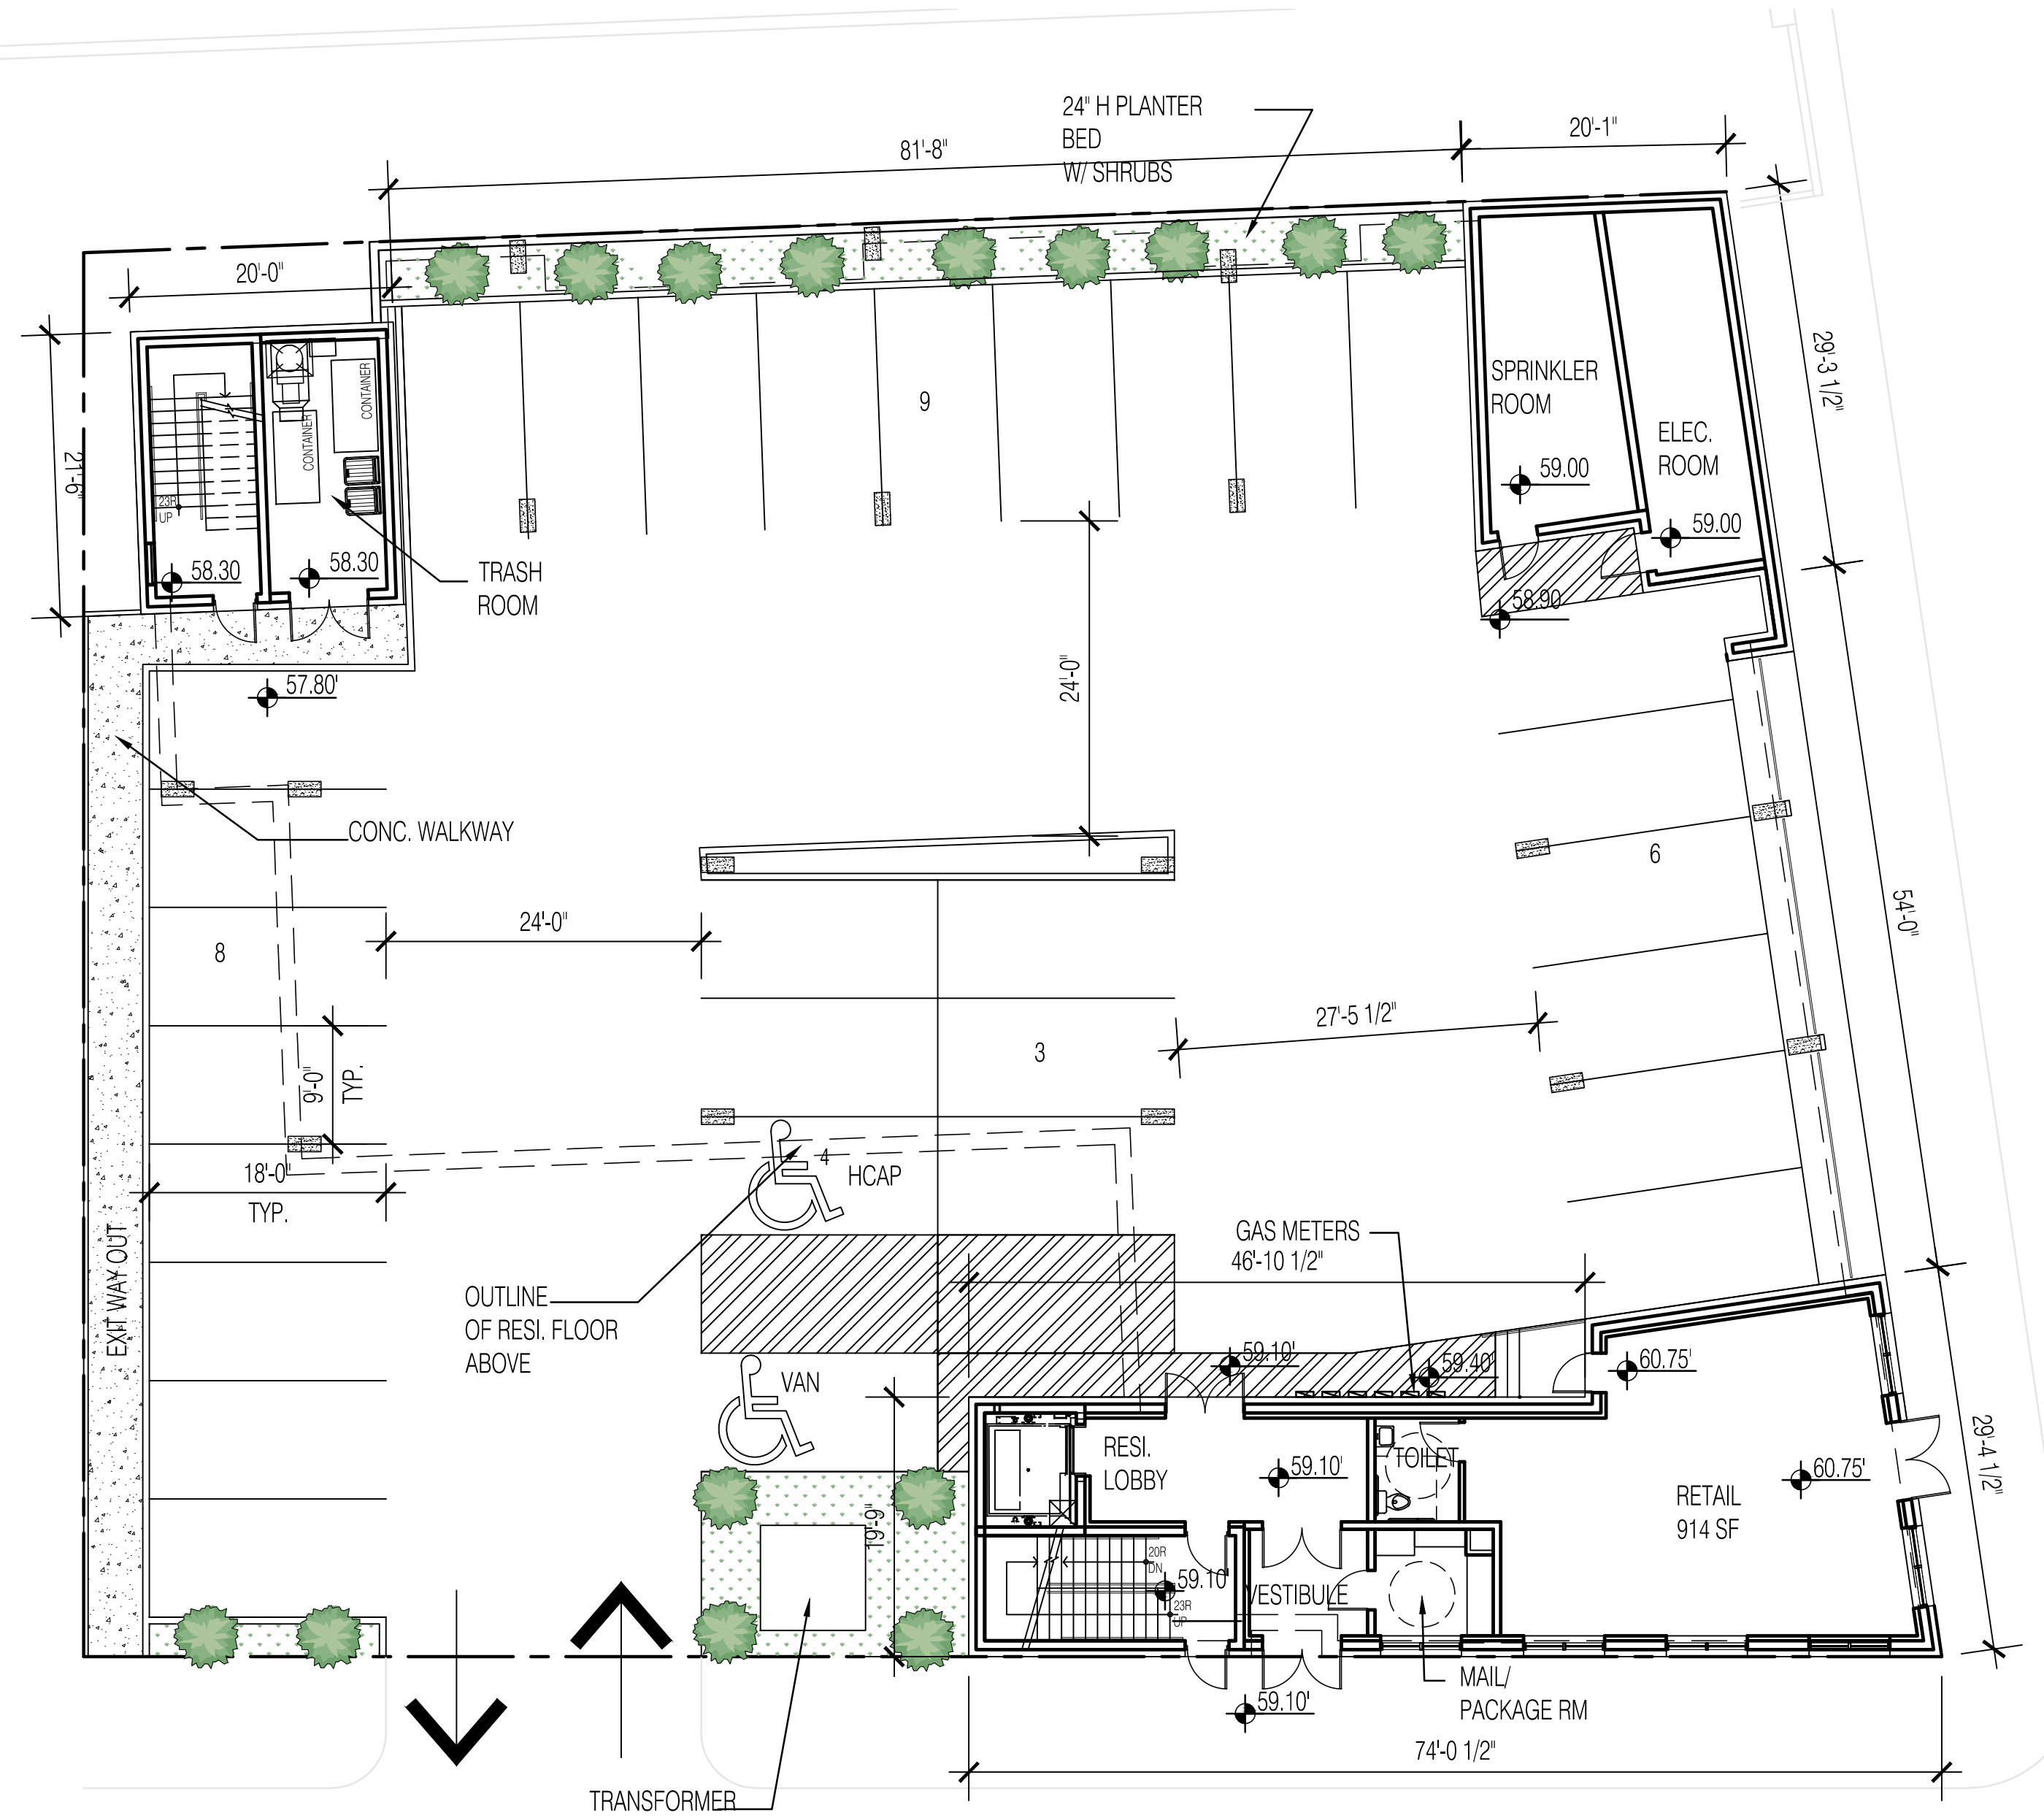 24" H PLANTER
BED
W/ SHRUBS
81'-8"
20'-1"
20'-0"
29'-3 1/2"
SPRINKLER
ROOM
9
CONTAINER
CONTAINER
ELEC.
ROOM
21'-6"
59.00
59.00
23R
UP
58.30
58.30
TRASH
ROOM
58.90
24'-0"
57.80'
CONC. WALKWAY
6
54'-0"
24'-0"
8
27'-5 1/2"
3
9'-0"
TYP.
4
HCAP
18'-0"
TYP.
GAS METERS
46'-10 1/2"
EXIT WAY OUT
OUTLINE
OF RESI. FLOOR
ABOVE
59.10'
59.40'
60.75'
VAN
RESI.
LOBBY
TOILET
59.10'
60.75'
29'-4 1/2"
RETAIL
914 SF
19'-9"
20R
DN
59.10'
23R
UP
VESTIBULE
MAIL/
PACKAGE RM
59.10'
74'-0 1/2"
TRANSFORMER